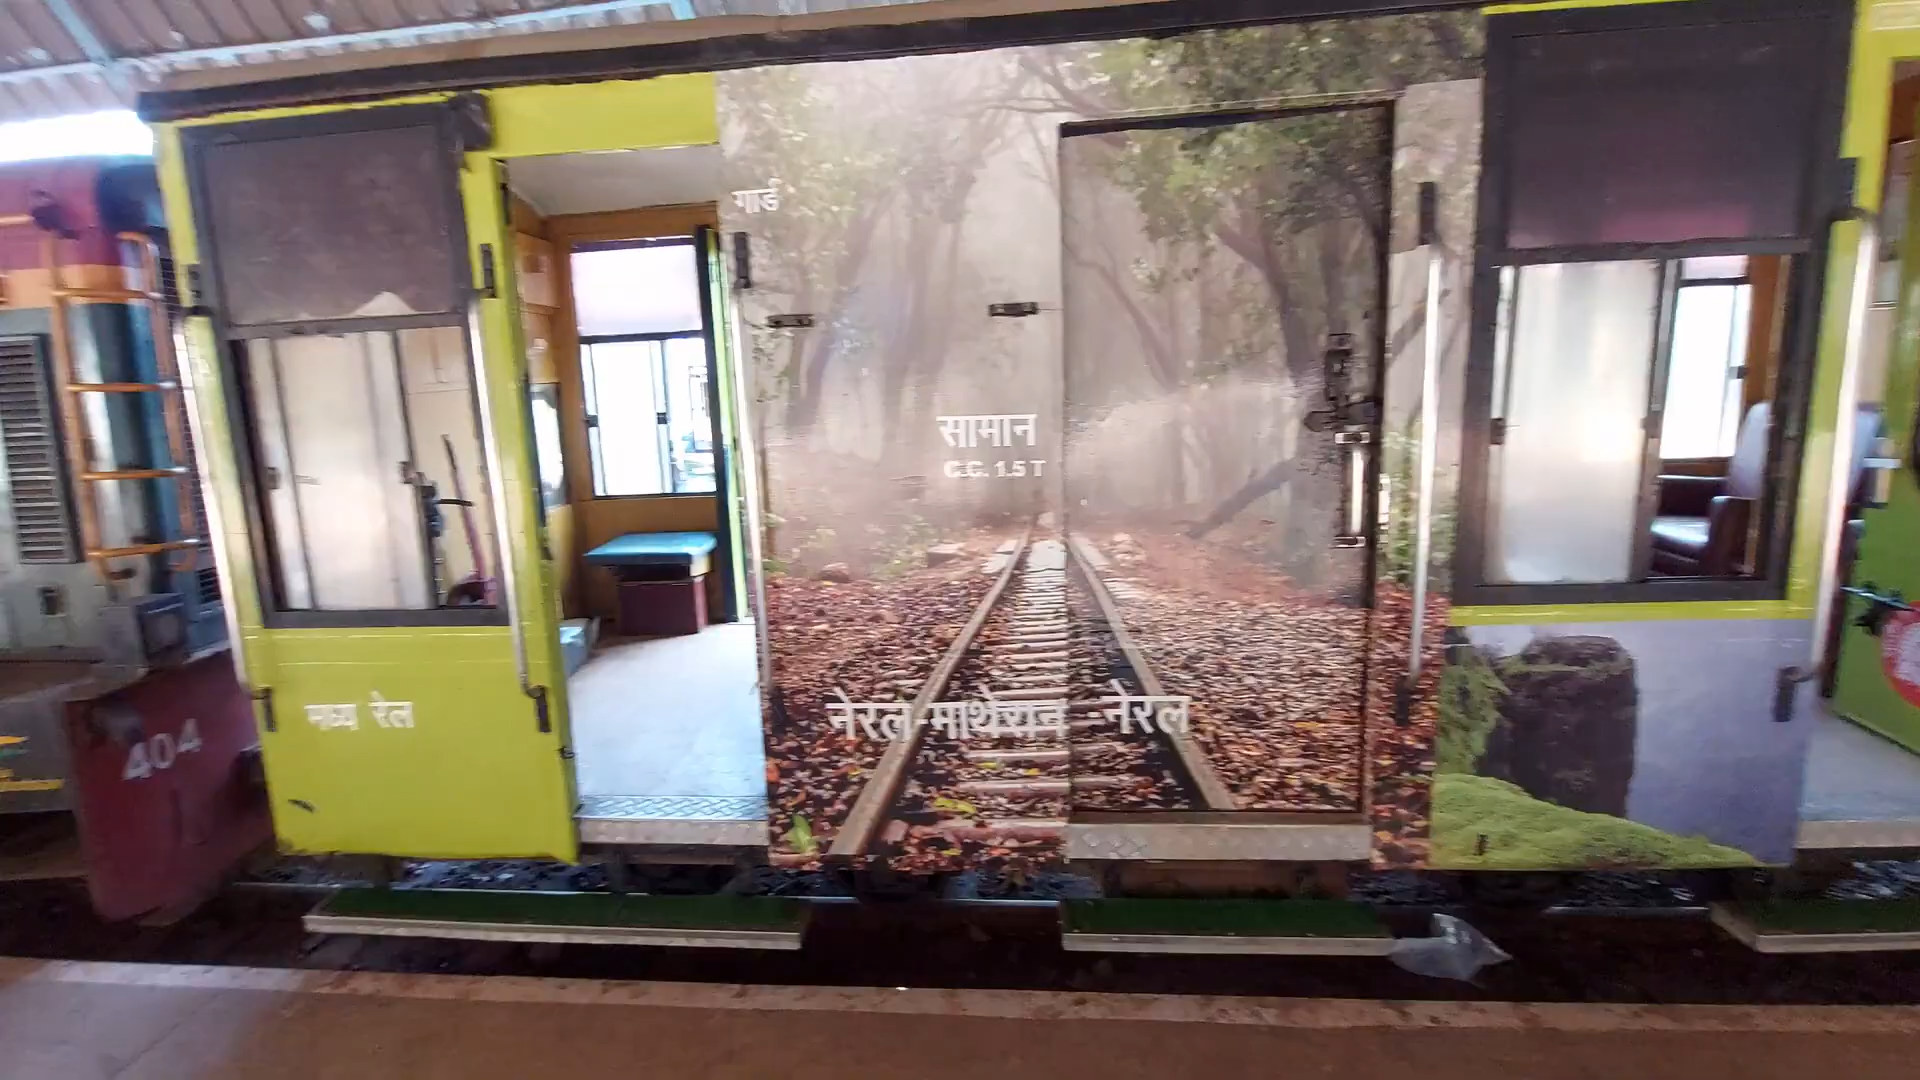 गार्ड
सामान
C.C. 1.5 T
नेरल-माथेरान -नेरल
मध्य रेल
404